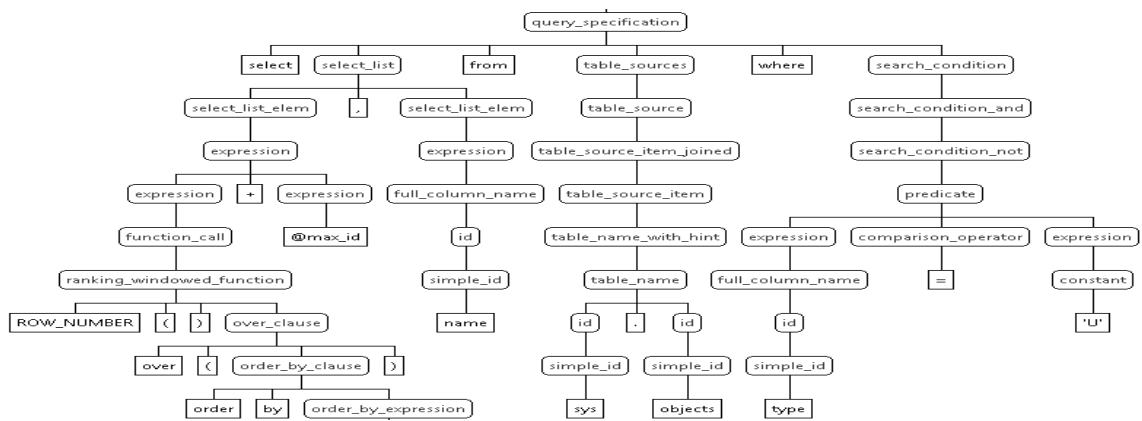 query_specification
select select_list from table_sources where search_condition
select_list_elem , select_list_elem table_source search_condition_and
expression expression table_source_item_joined search_condition_not
expression + expression full_column_name table_source_item predicate
function_call @max_id id table_name_with_hint expression comparison_operator expression
ranking_windowed_function simple_id table_name full_column_name = constant
ROW_NUMBER ( ) over_clause name id . id id 'U'
over ( order_by_clause ) simple_id simple_id simple_id
order by order_by_expression sys objects type